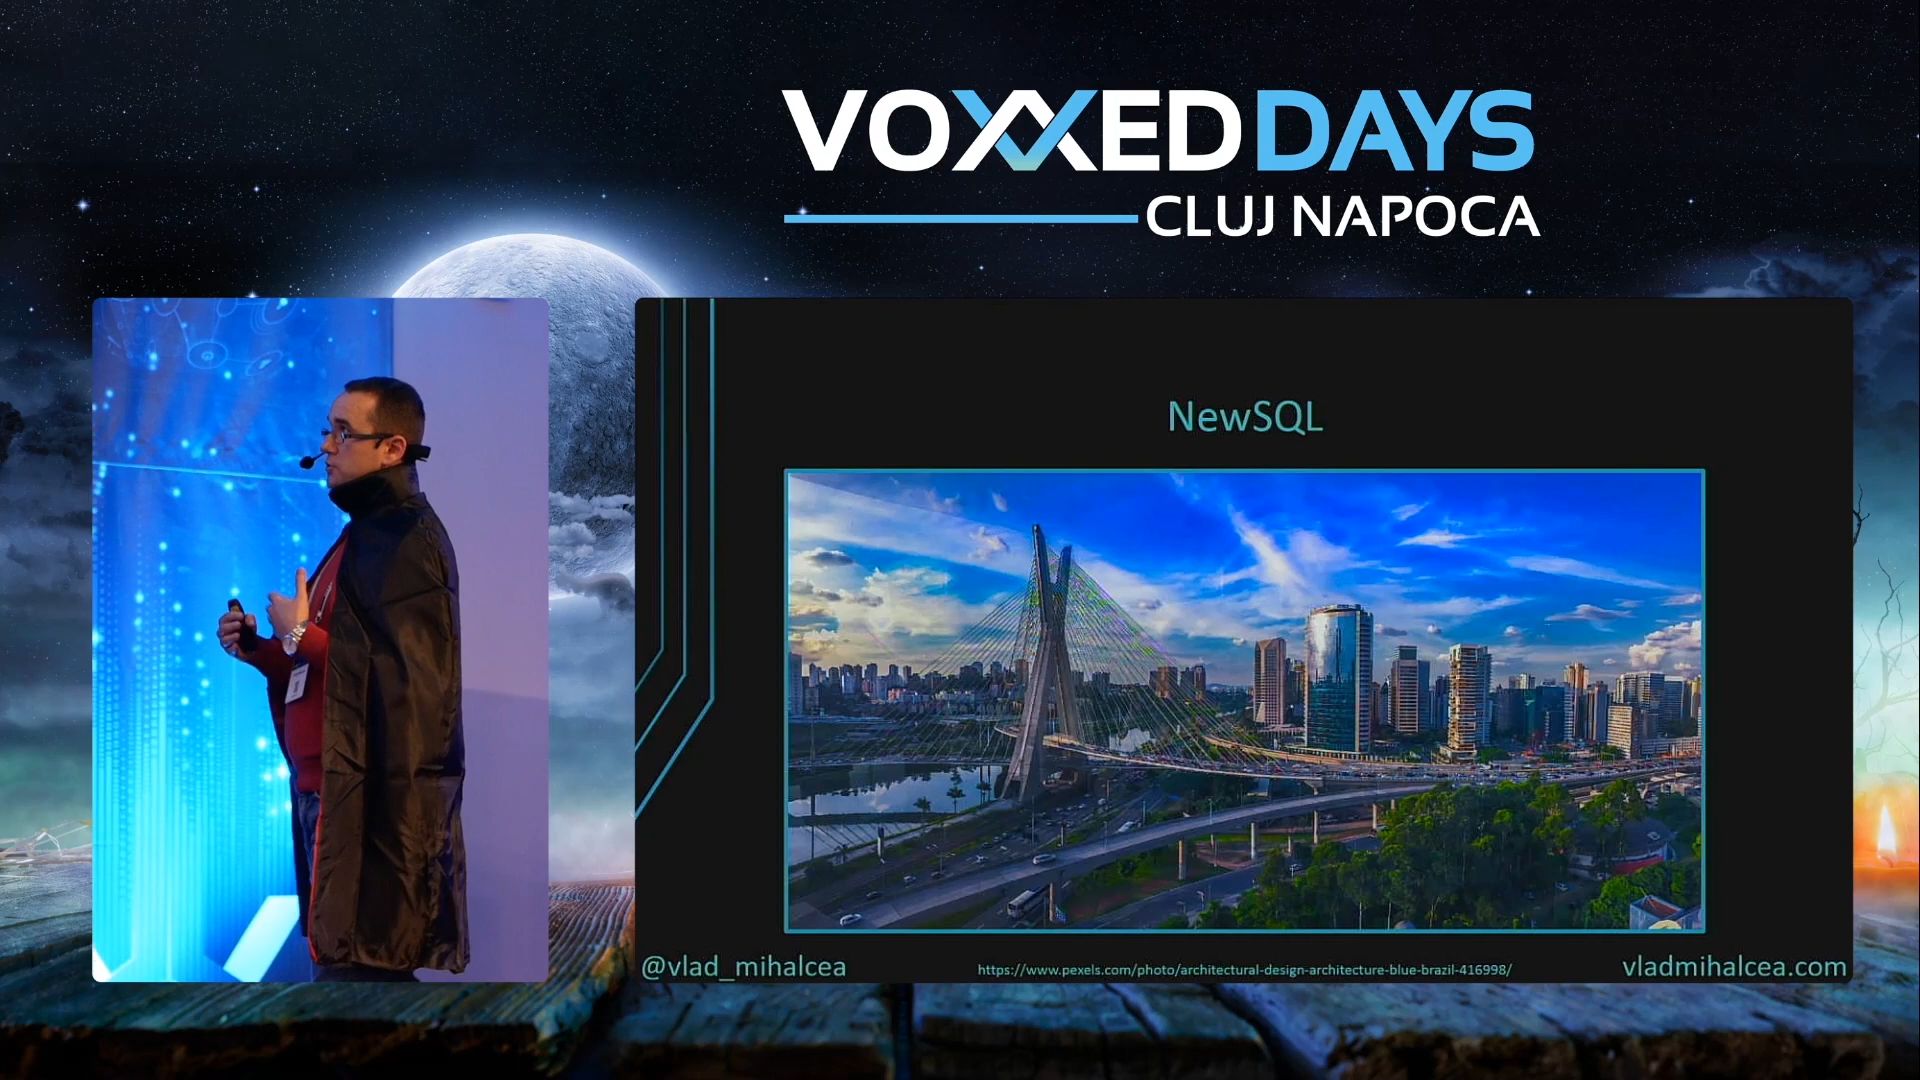 VOXXED DAYS
CLUJ NAPOCA
NewSQL
@vlad_mihalcea
https://www.pexels.com/photo/architectural-design-architecture-blue-brazil-416998/
vladmihalcea.com